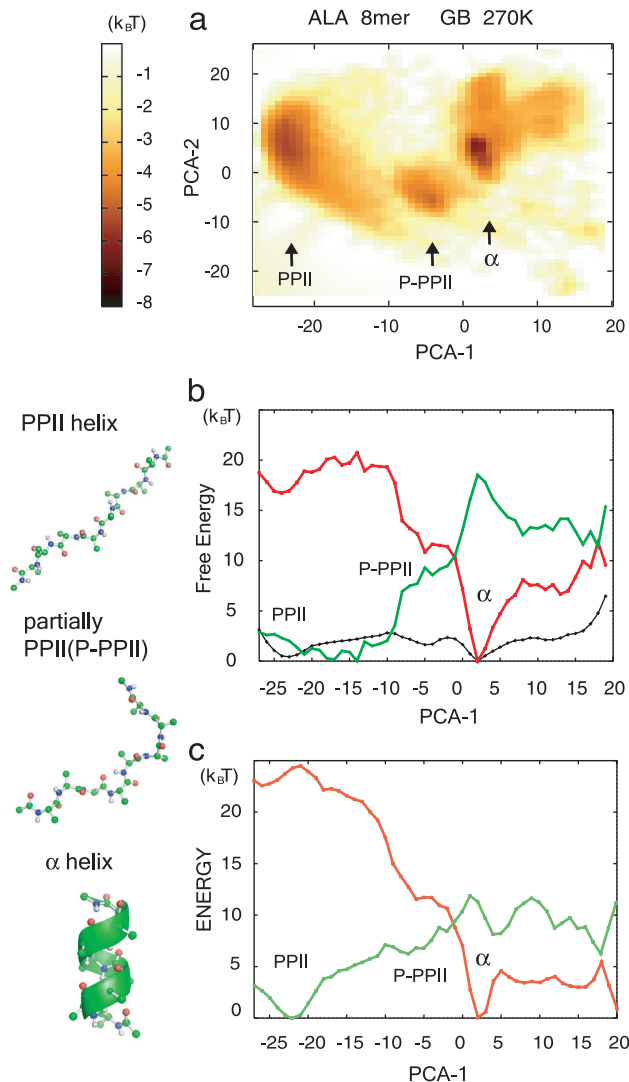 (kBT)
a
ALA 8mer GB 270K
-1
-2
-3
-4
-5
-6
-7
-8
PCA-2
20
10
0
-10
-20
PPII
P-PPII
α
-20
-10
0
10
20
PCA-1
b
(kBT)
PPII helix
Free Energy
20
15
10
5
0
PPII
P-PPII
α
-25
-20
-15
-10
-5
0
5
10
15
20
PCA-1
partially
PPII(P-PPII)
c
(kBT)
α helix
ENERGY
20
15
10
5
0
PPII
P-PPII
α
-25
-20
-15
-10
-5
0
5
10
15
20
PCA-1